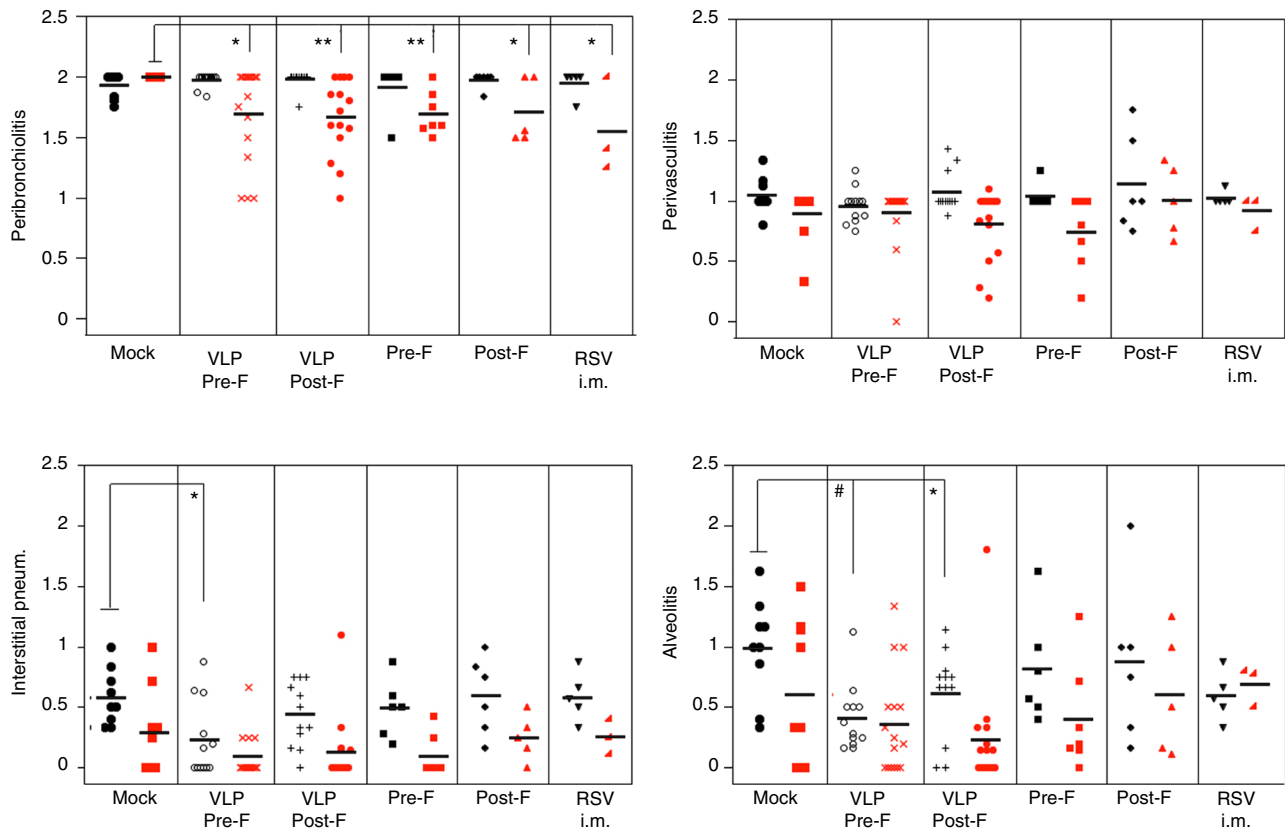 Peribronchiolitis
2.5
2
1.5
1
0.5
0
* ** ** * *
Mock
VLP
Pre-F
VLP
Post-F
Pre-F
Post-F
RSV
i.m.
Perivasculitis
2.5
2
1.5
1
0.5
0
Mock
VLP
Pre-F
VLP
Post-F
Pre-F
Post-F
RSV
i.m.
Interstitial pneum.
2.5
2
1.5
1
0.5
0
*
Mock
VLP
Pre-F
VLP
Post-F
Pre-F
Post-F
RSV
i.m.
Alveolitis
2.5
2
1.5
1
0.5
0
# *
Mock
VLP
Pre-F
VLP
Post-F
Pre-F
Post-F
RSV
i.m.